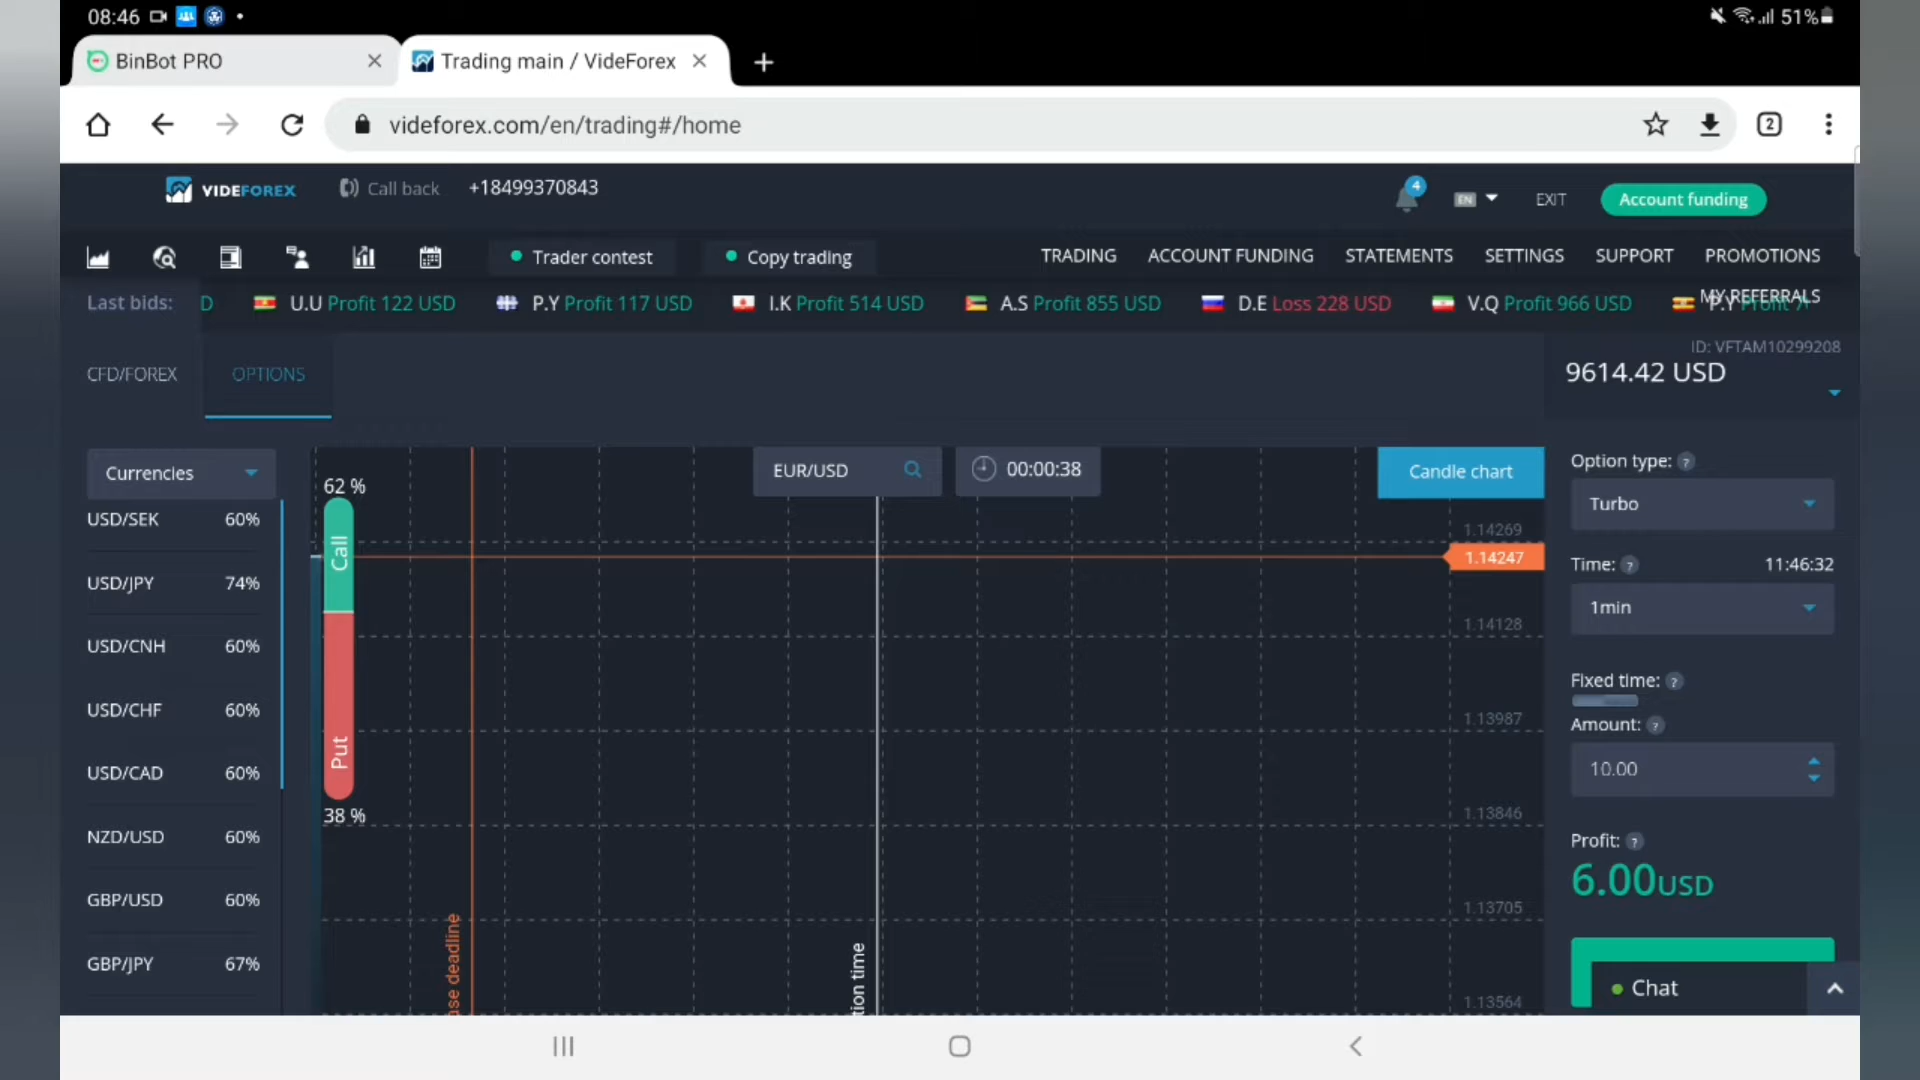 08:46
51%
BinBot PRO
Trading main / VideForex
videforex.com/en/trading#/home
2
VIDEFOREX
Call back
+18499370843
4
EN
EXIT
Account funding
Trader contest
Copy trading
TRADING
ACCOUNT FUNDING
STATEMENTS
SETTINGS
SUPPORT
PROMOTIONS
MY REFERRALS
Last bids:
D
U.U Profit 122 USD
P.Y Profit 117 USD
I.K Profit 514 USD
A.S Profit 855 USD
D.E Loss 228 USD
V.Q Profit 966 USD
P.Y Profit
CFD/FOREX
OPTIONS
ID: VFTAM10299208
9614.42 USD
Currencies
USD/SEK 60%
USD/JPY 74%
USD/CNH 60%
USD/CHF 60%
USD/CAD 60%
NZD/USD 60%
GBP/USD 60%
GBP/JPY 67%
62 %
Call
Put
38 %
EUR/USD
00:00:38
Candle chart
1.14269
1.14247
1.14128
1.13987
1.13846
1.13705
1.13564
ase deadline
tion time
Option type: ?
Turbo
Time: ? 11:46:32
1min
Fixed time: ?
Amount: ?
10.00
Profit: ?
6.00USD
Chat